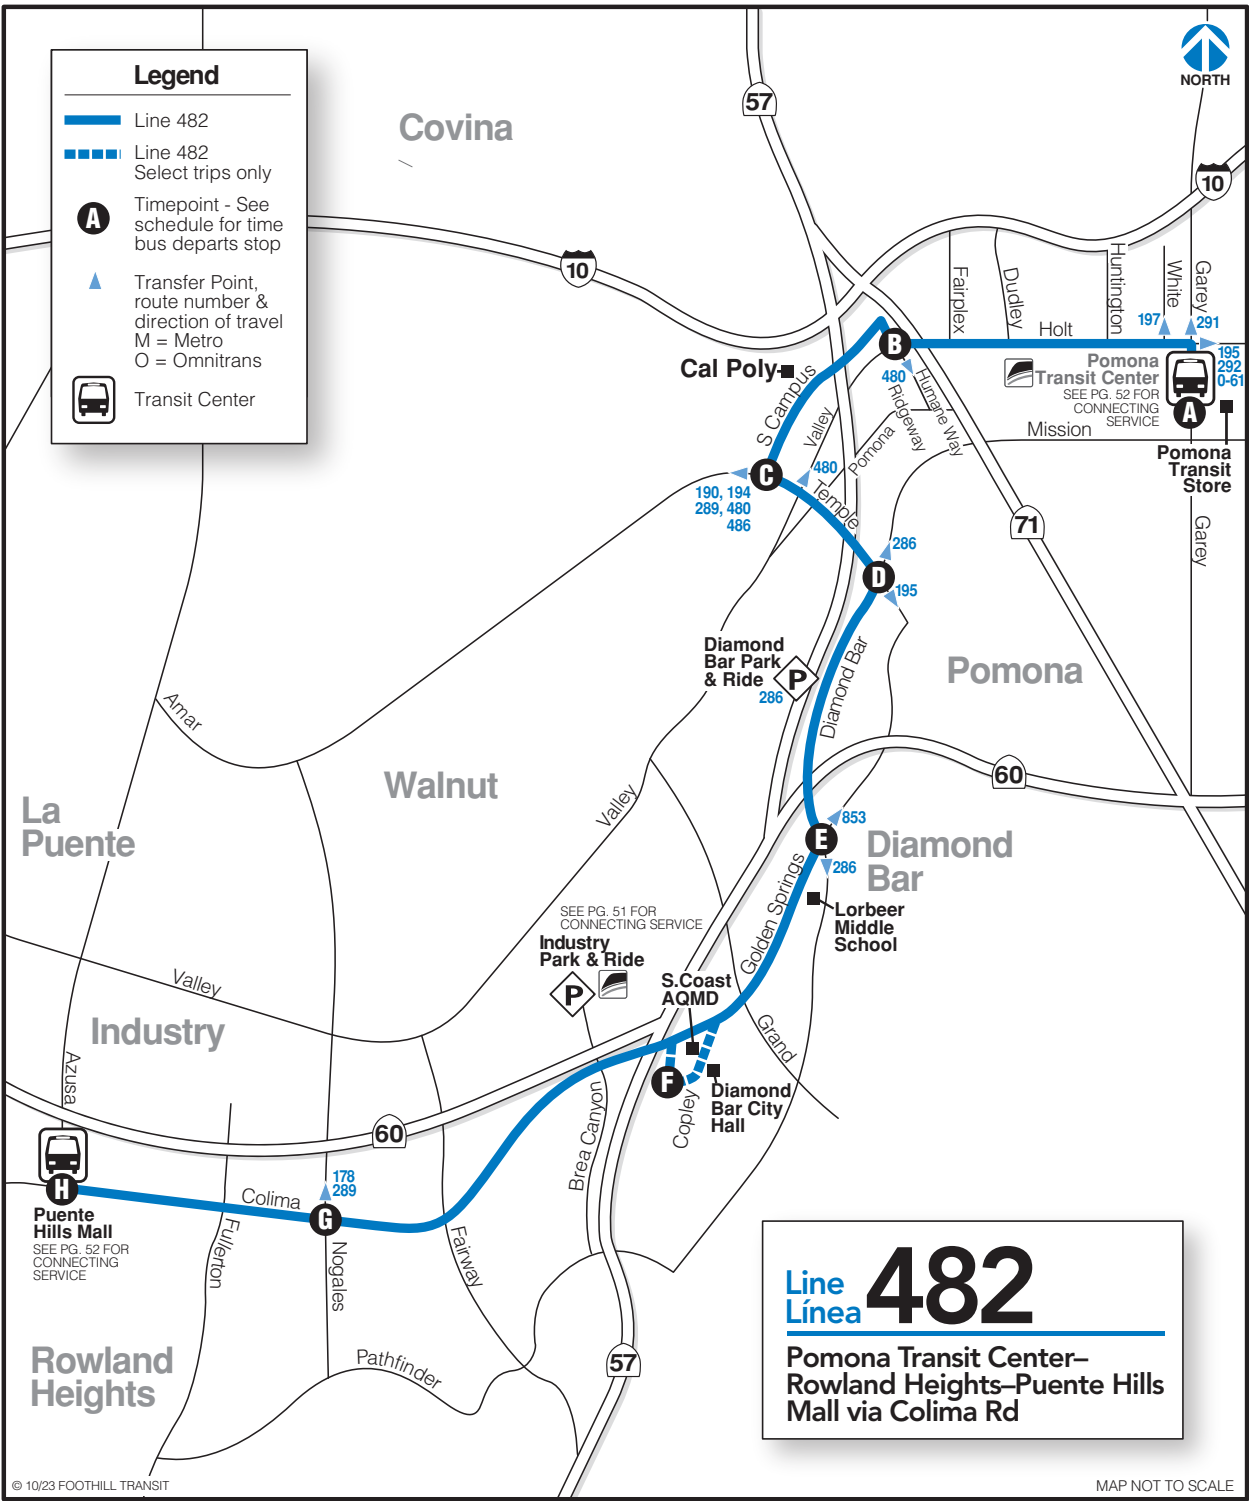 Legend
Line 482
Line 482
Select trips only
A
Timepoint - See
schedule for time
bus departs stop
Transfer Point,
route number &
direction of travel
M = Metro
O = Omnitrans
Transit Center
NORTH
57
Covina
10
10
Fairplex
Dudley
Huntington
White
Garey
Holt
197
291
195
292
0-61
B
480
Cal Poly
S Campus
Valley
Pomona
Ridgeway
Humane Way
Pomona
Transit Center
SEE PG. 52 FOR
CONNECTING
SERVICE
A
Mission
Pomona
Transit
Store
Garey
C
190, 194
289, 480
486
480
Temple
71
286
D
195
Diamond
Bar Park
& Ride
286
P
Diamond Bar
Pomona
60
Amar
Walnut
Valley
La
Puente
853
E
286
Diamond
Bar
Golden Springs
Lorbeer
Middle
School
SEE PG. 51 FOR
CONNECTING SERVICE
Industry
Park & Ride
P
S.Coast
AQMD
Valley
Industry
Grand
Azusa
F
Copley
Diamond
Bar City
Hall
60
Brea Canyon
H
Puente
Hills Mall
SEE PG. 52 FOR
CONNECTING
SERVICE
Colima
178
289
G
Fullerton
Nogales
Fairway
Rowland
Heights
Pathfinder
57
Line
Línea
482
Pomona Transit Center–
Rowland Heights–Puente Hills
Mall via Colima Rd
© 10/23 FOOTHILL TRANSIT
MAP NOT TO SCALE